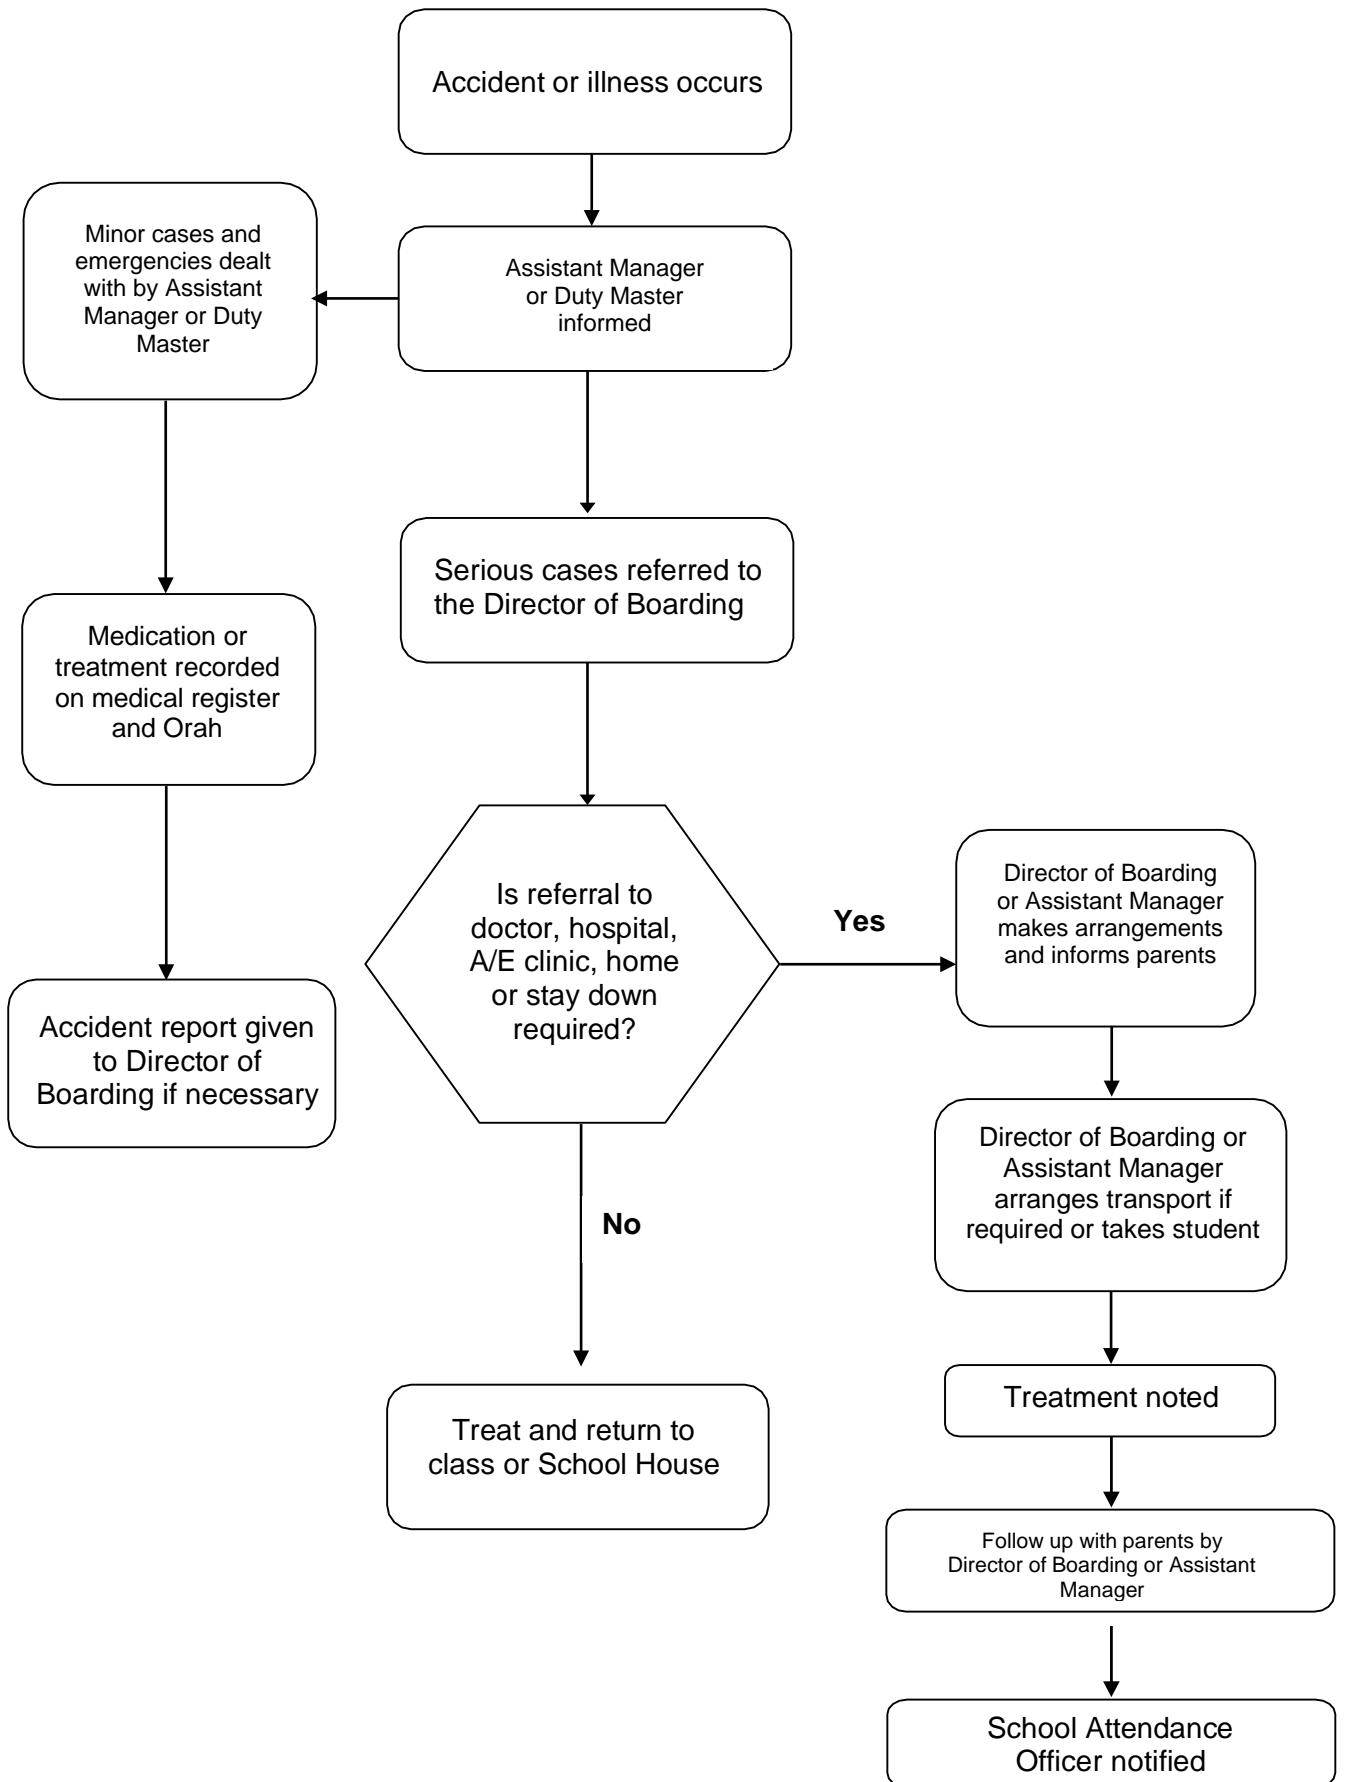 Accident or illness occurs
Minor cases and
emergencies dealt
with by Assistant
Manager or Duty
Master
Assistant Manager
or Duty Master
informed
Serious cases referred to
the Director of Boarding
Medication or
treatment recorded
on medical register
and Orah
Accident report given
to Director of
Boarding if necessary
Is referral to
doctor, hospital,
A/E clinic, home
or stay down
required?
Yes
Director of Boarding
or Assistant Manager
makes arrangements
and informs parents
Director of Boarding or
Assistant Manager
arranges transport if
required or takes student
No
Treatment noted
Treat and return to
class or School House
Follow up with parents by
Director of Boarding or Assistant
Manager
School Attendance
Officer notified